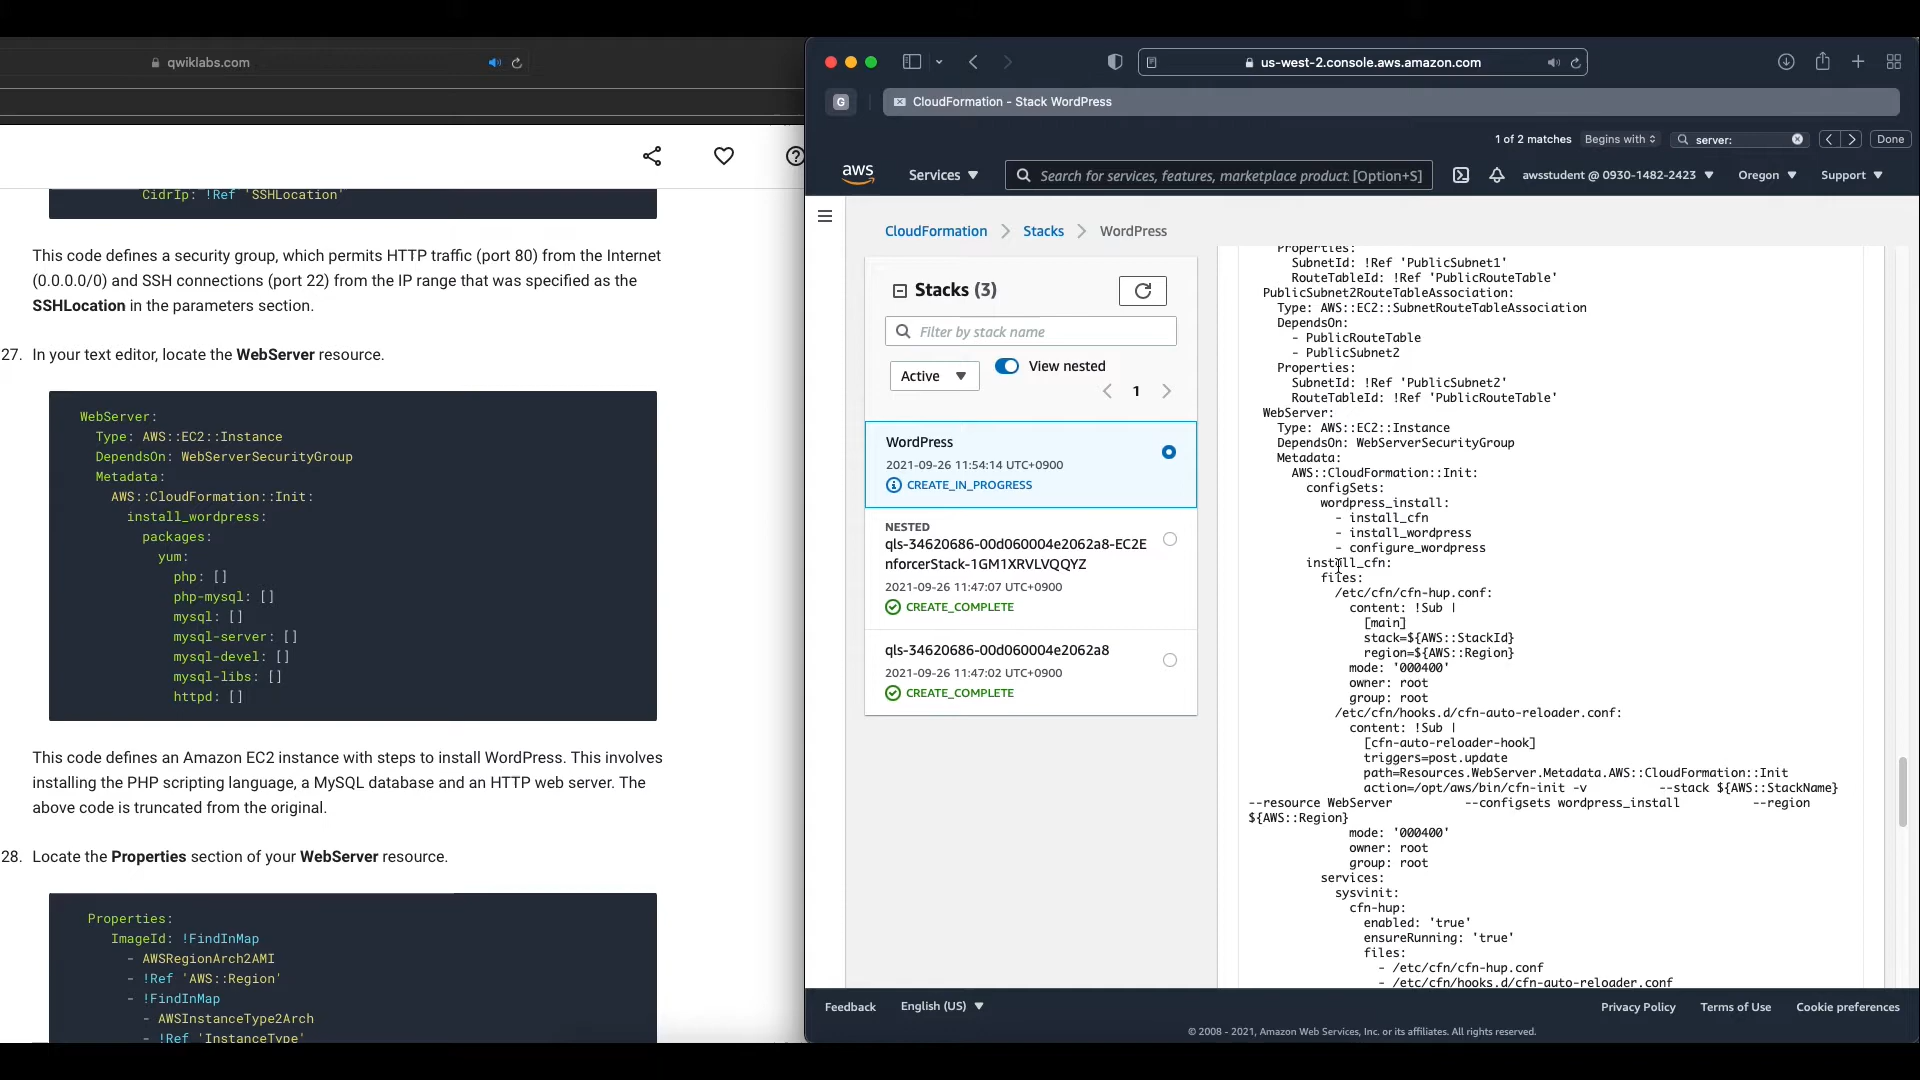 qwiklabs.com
CidrIp: !Ref 'SSHLocation'
This code defines a security group, which permits HTTP traffic (port 80) from the Internet
(0.0.0.0/0) and SSH connections (port 22) from the IP range that was specified as the
SSHLocation in the parameters section.
27. In your text editor, locate the WebServer resource.
WebServer:
Type: AWS::EC2::Instance
DependsOn: WebServerSecurityGroup
Metadata:
AWS::CloudFormation::Init:
install_wordpress:
packages:
yum:
php: []
php-mysql: []
mysql: []
mysql-server: []
mysql-devel: []
mysql-libs: []
httpd: []
This code defines an Amazon EC2 instance with steps to install WordPress. This involves
installing the PHP scripting language, a MySQL database and an HTTP web server. The
above code is truncated from the original.
28. Locate the Properties section of your WebServer resource.
Properties:
ImageId: !FindInMap
- AWSRegionArch2AMI
- !Ref 'AWS::Region'
- !FindInMap
- AWSInstanceType2Arch
- !Ref 'InstanceType'
us-west-2.console.aws.amazon.com
G
CloudFormation - Stack WordPress
1 of 2 matches Begins with server: Done
aws Services Search for services, features, marketplace product [Option+S] awsstudent @ 0930-1482-2423 Oregon Support
CloudFormation Stacks WordPress
Stacks (3)
Filter by stack name
Active View nested
1
WordPress
2021-09-26 11:54:14 UTC+0900
CREATE_IN_PROGRESS
NESTED
qls-34620686-00d060004e2062a8-EC2E
nforcerStack-1GM1XRVLVQQYZ
2021-09-26 11:47:07 UTC+0900
CREATE_COMPLETE
qls-34620686-00d060004e2062a8
2021-09-26 11:47:02 UTC+0900
CREATE_COMPLETE
Properties:
SubnetId: !Ref 'PublicSubnet1'
RouteTableId: !Ref 'PublicRouteTable'
PublicSubnet2RouteTableAssociation:
Type: AWS::EC2::SubnetRouteTableAssociation
DependsOn:
- PublicRouteTable
- PublicSubnet2
Properties:
SubnetId: !Ref 'PublicSubnet2'
RouteTableId: !Ref 'PublicRouteTable'
WebServer:
Type: AWS::EC2::Instance
DependsOn: WebServerSecurityGroup
Metadata:
AWS::CloudFormation::Init:
configSets:
wordpress_install:
- install_cfn
- install_wordpress
- configure_wordpress
install_cfn:
files:
/etc/cfn/cfn-hup.conf:
content: !Sub |
[main]
stack=${AWS::StackId}
region=${AWS::Region}
mode: '000400'
owner: root
group: root
/etc/cfn/hooks.d/cfn-auto-reloader.conf:
content: !Sub |
[cfn-auto-reloader-hook]
triggers=post.update
path=Resources.WebServer.Metadata.AWS::CloudFormation::Init
action=/opt/aws/bin/cfn-init -v --stack ${AWS::StackName}
--resource WebServer --configsets wordpress_install --region
${AWS::Region}
mode: '000400'
owner: root
group: root
services:
sysvinit:
cfn-hup:
enabled: 'true'
ensureRunning: 'true'
files:
- /etc/cfn/cfn-hup.conf
- /etc/cfn/hooks.d/cfn-auto-reloader.conf
Feedback English (US) Privacy Policy Terms of Use Cookie preferences
© 2008 - 2021, Amazon Web Services, Inc. or its affiliates. All rights reserved.